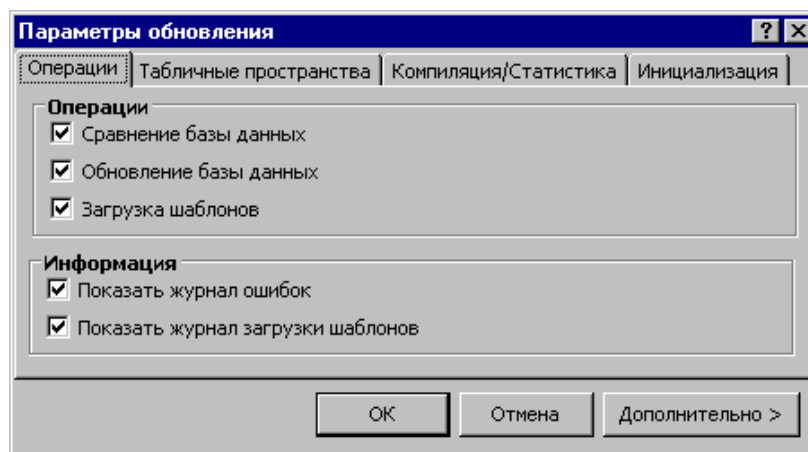 Параметры обновления
Операции Табличные пространства Компиляция/Статистика Инициализация
Операции
Сравнение базы данных
Обновление базы данных
Загрузка шаблонов
Информация
Показать журнал ошибок
Показать журнал загрузки шаблонов
ОК Отмена Дополнительно >